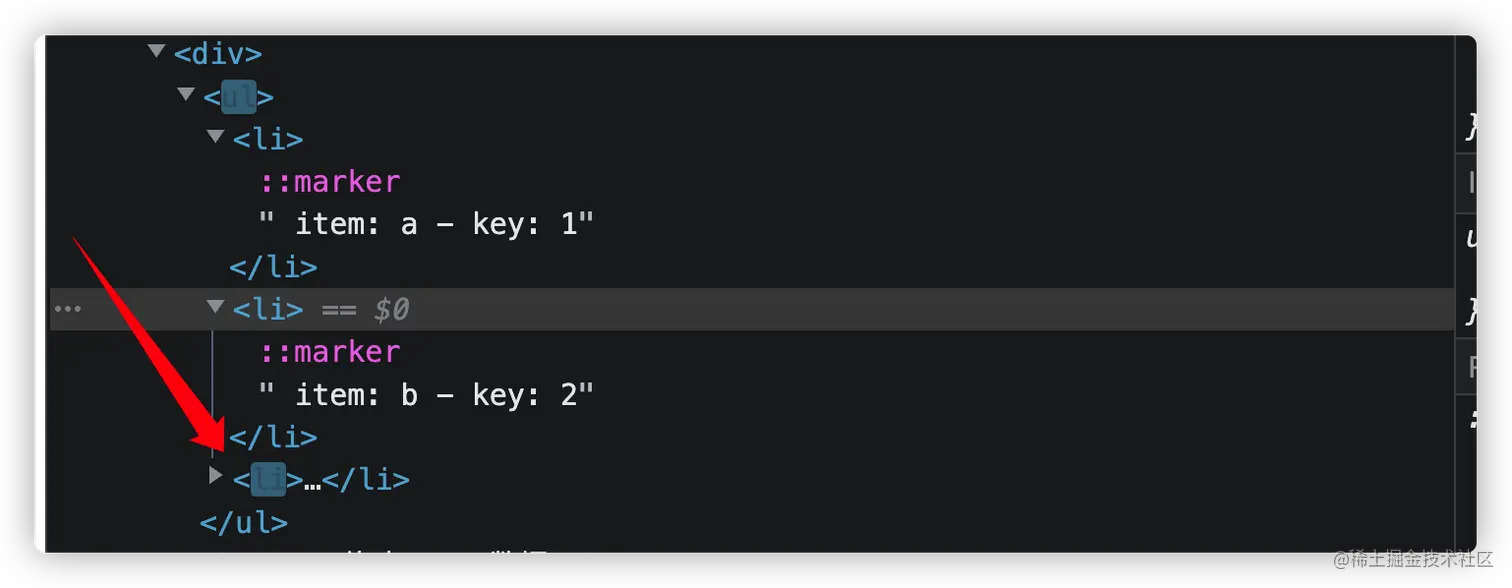 <div>
<ul>
<li>
::marker
" item: a – key: 1"
</li>
••• <li> == $0
::marker
" item: b – key: 2"
</li>
<li>…</li>
</ul>
@稀土掘金技术社区